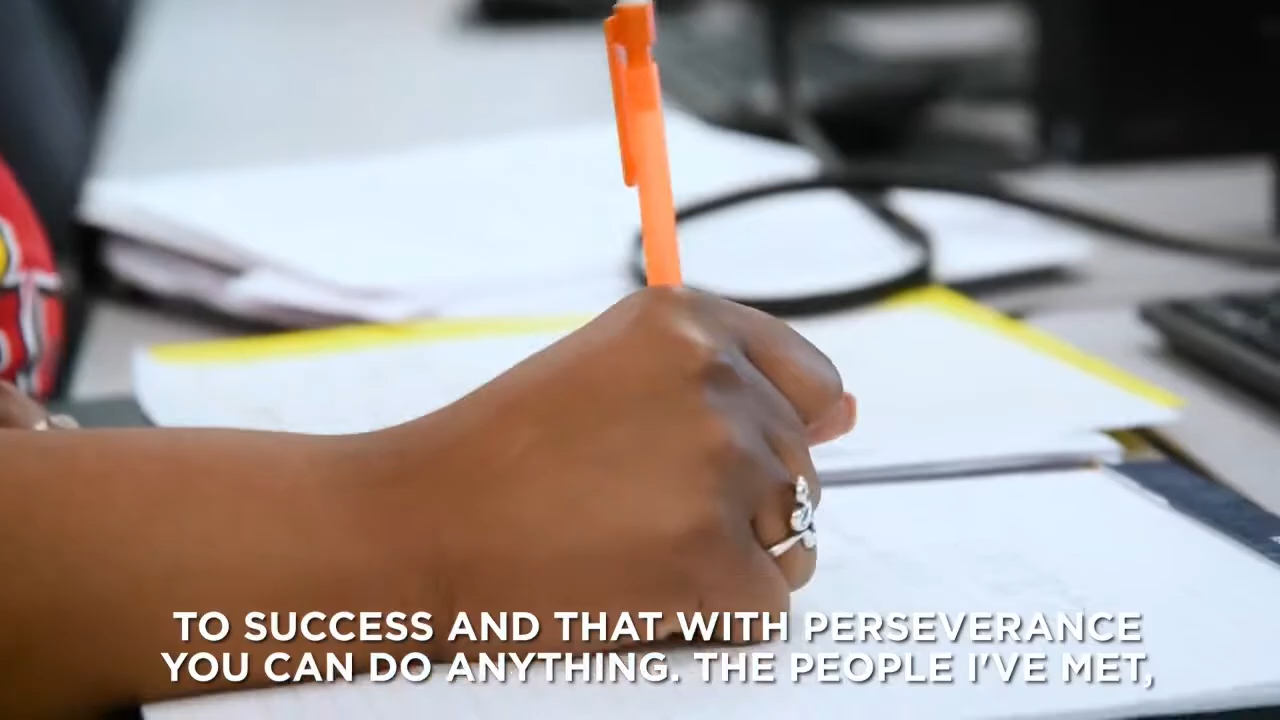 TO SUCCESS AND THAT WITH PERSEVERANCE
YOU CAN DO ANYTHING. THE PEOPLE I'VE MET,